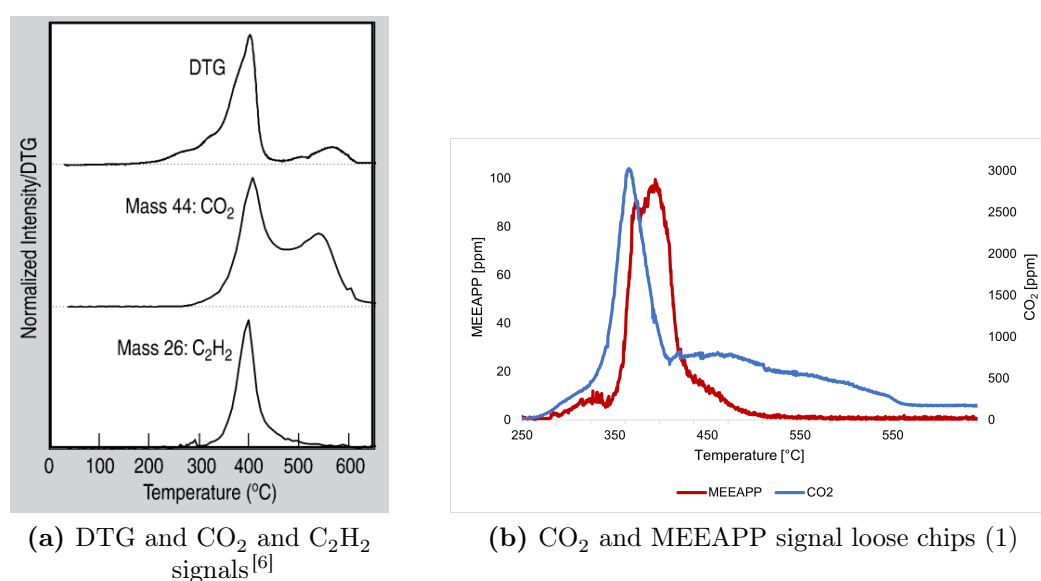 DTG
Mass 44: CO₂
Mass 26: C₂H₂
Normalized Intensity/DTG
0 100 200 300 400 500 600
Temperature (ºC)
(a) DTG and CO₂ and C₂H₂
signals[6]
100
80
60
40
20
0
MEEAPP [ppm]
3000
2500
2000
1500
1000
500
0
CO₂ [ppm]
250 350 450 550 550
Temperature [°C]
MEEAPP CO2
(b) CO₂ and MEEAPP signal loose chips (1)